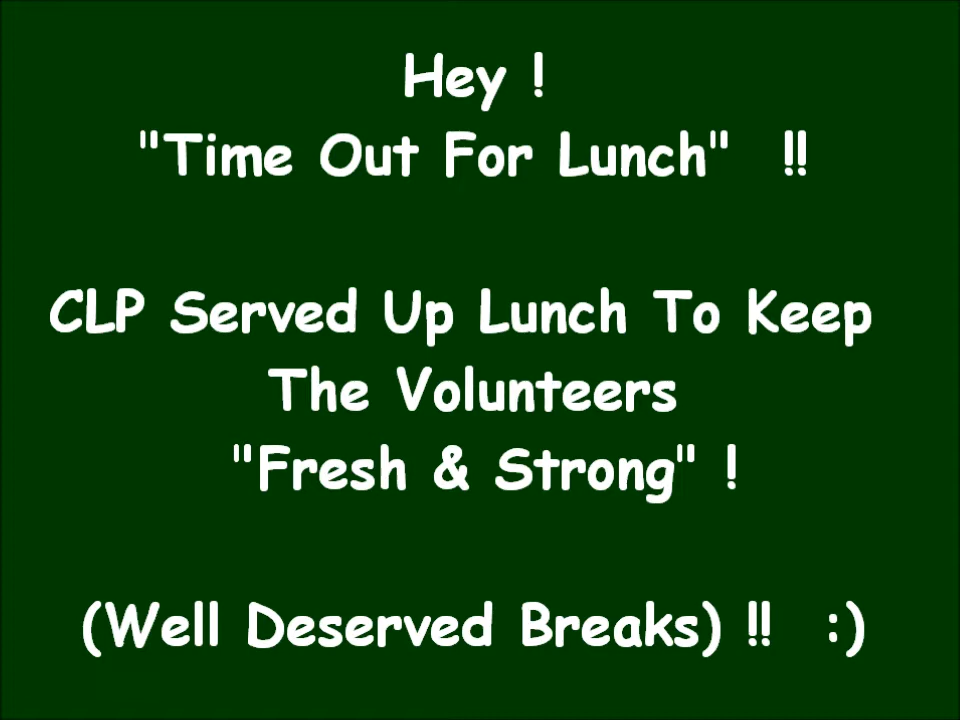 Hey !
"Time Out For Lunch" !!
CLP Served Up Lunch To Keep
The Volunteers
"Fresh & Strong" !
(Well Deserved Breaks) !! :)